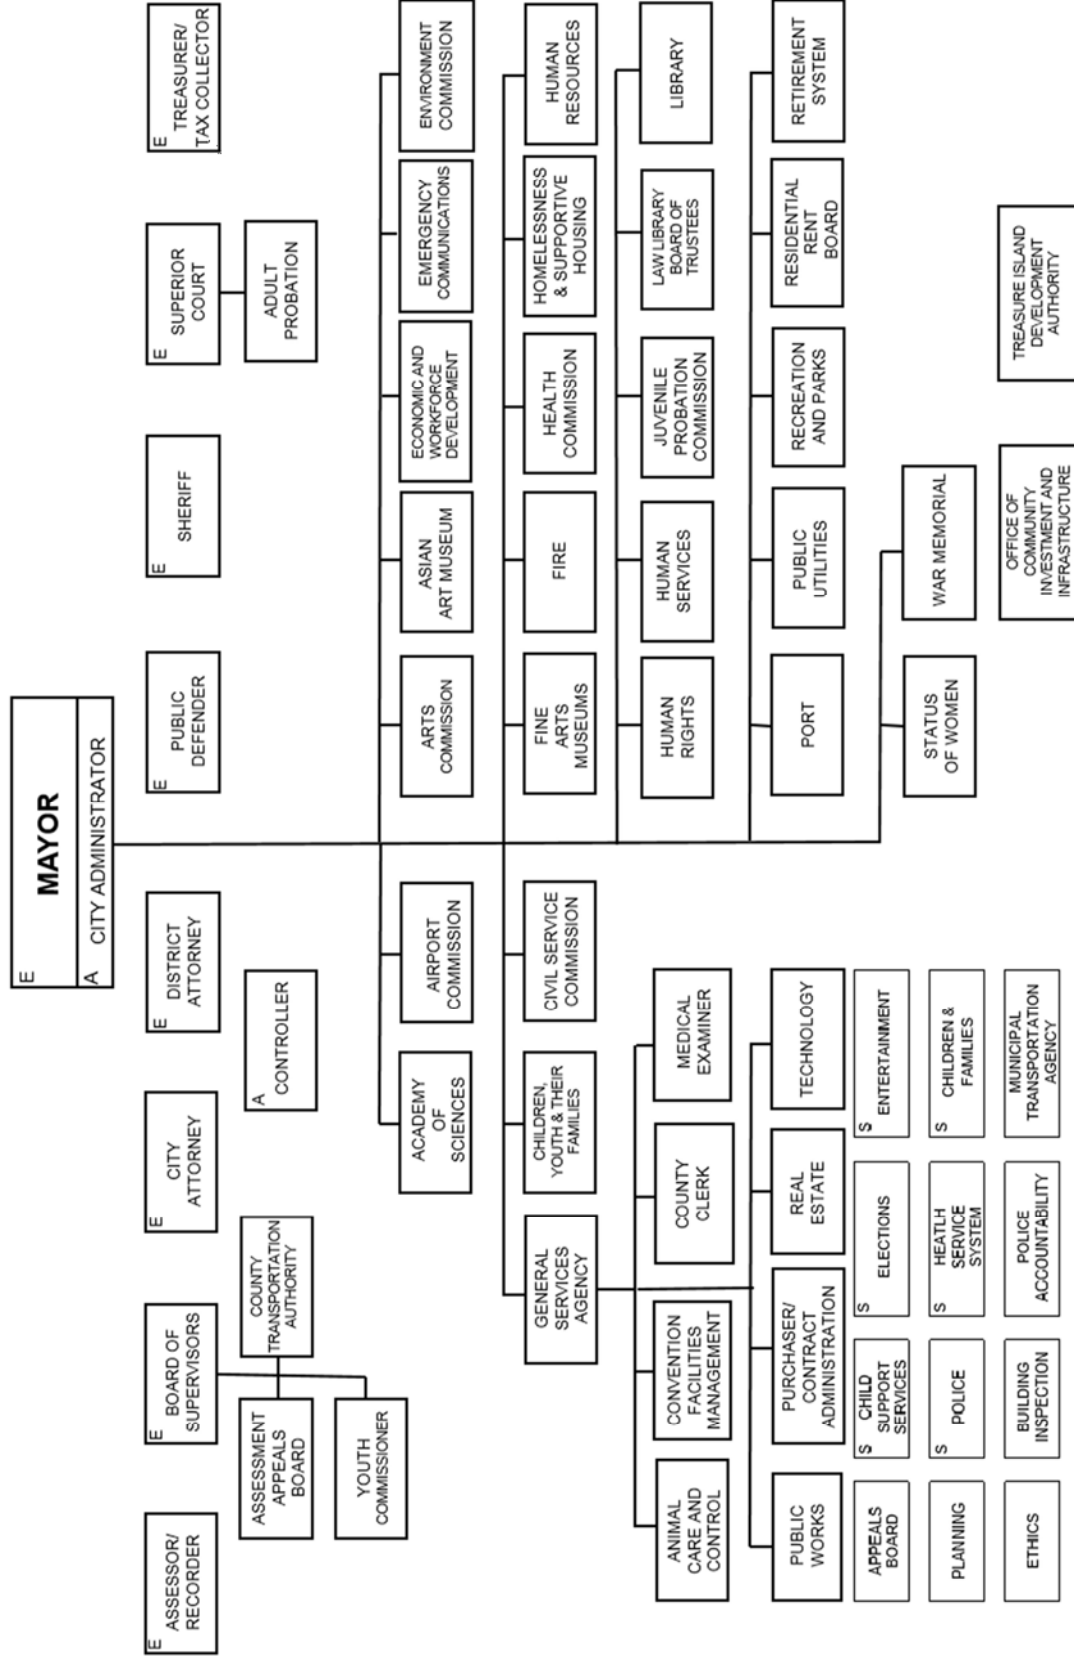 E
MAYOR
A
CITY ADMINISTRATOR
E
ASSESSOR/
RECORDER
E
BOARD OF
SUPERVISORS
E
CITY
ATTORNEY
E
DISTRICT
ATTORNEY
E
PUBLIC
DEFENDER
E
SHERIFF
E
SUPERIOR
COURT
E
TREASURER/
TAX COLLECTOR
ASSESSMENT
APPEALS
BOARD
COUNTY
TRANSPORTATION
AUTHORITY
A
CONTROLLER
ADULT
PROBATION
YOUTH
COMMISSIONER
ACADEMY
OF
SCIENCES
AIRPORT
COMMISSION
ARTS
COMMISSION
ASIAN
ART MUSEUM
ECONOMIC AND
WORKFORCE
DEVELOPMENT
EMERGENCY
COMMUNICATIONS
ENVIRONMENT
COMMISSION
GENERAL
SERVICES
AGENCY
CHILDREN,
YOUTH & THEIR
FAMILIES
CIVIL SERVICE
COMMISSION
FINE
ARTS
MUSEUMS
FIRE
HEALTH
COMMISSION
HOMELESSNESS
& SUPPORTIVE
HOUSING
HUMAN
RESOURCES
HUMAN
RIGHTS
HUMAN
SERVICES
JUVENILE
PROBATION
COMMISSION
LAW LIBRARY
BOARD OF
TRUSTEES
LIBRARY
ANIMAL
CARE AND
CONTROL
CONVENTION
FACILITIES
MANAGEMENT
COUNTY
CLERK
MEDICAL
EXAMINER
PUBLIC
WORKS
PURCHASER/
CONTRACT
ADMINISTRATION
REAL
ESTATE
TECHNOLOGY
PORT
PUBLIC
UTILITIES
RECREATION
AND PARKS
RESIDENTIAL
RENT
BOARD
RETIREMENT
SYSTEM
APPEALS
BOARD
S
CHILD
SUPPORT
SERVICES
S
ELECTIONS
S
ENTERTAINMENT
STATUS
OF WOMEN
WAR MEMORIAL
PLANNING
S
POLICE
S
HEATLH
SERVICE
SYSTEM
S
CHILDREN &
FAMILIES
ETHICS
BUILDING
INSPECTION
POLICE
ACCOUNTABILITY
MUNICIPAL
TRANSPORTATION
AGENCY
OFFICE OF
COMMUNITY
INVESTMENT AND
INFRASTRUCTURE
TREASURE ISLAND
DEVELOPMENT
AUTHORITY